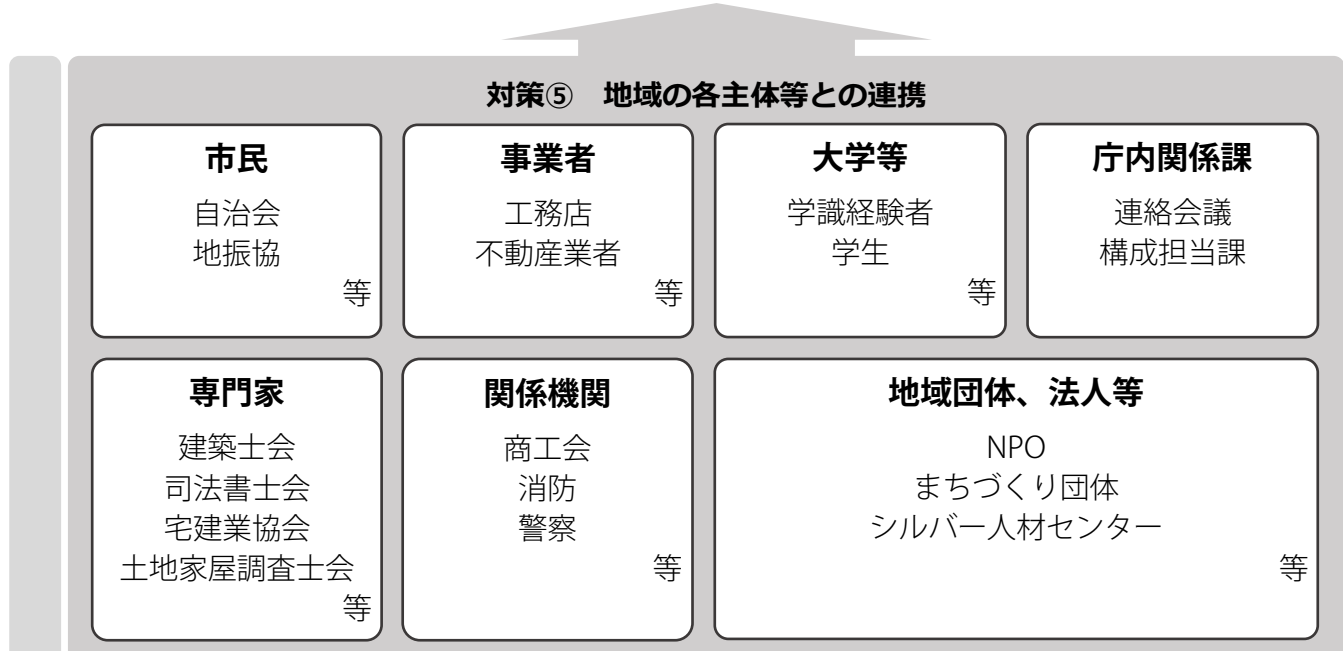 対策⑤　地域の各主体等との連携
市民
自治会
地振協
等
事業者
工務店
不動産業者
等
大学等
学識経験者
学生
等
庁内関係課
連絡会議
構成担当課
専門家
建築士会
司法書士会
宅建業協会
土地家屋調査士会
等
関係機関
商工会
消防
警察
等
地域団体、法人等
NPO
まちづくり団体
シルバー人材センター
等